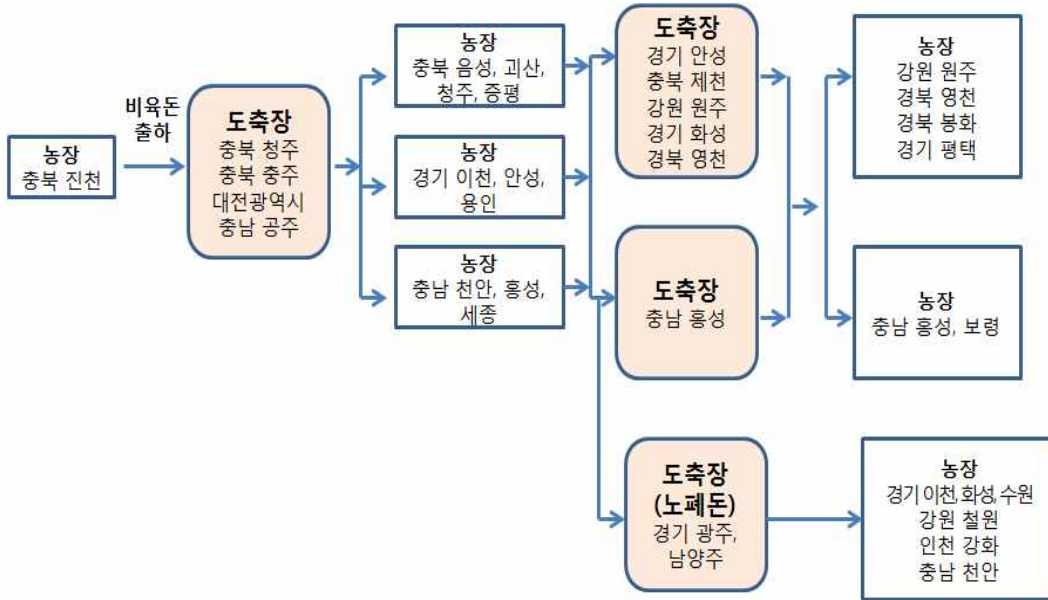 농장
충북 진천
비육돈
출하
도축장
충북 청주
충북 충주
대전광역시
충남 공주
농장
충북 음성, 괴산,
청주, 증평
농장
경기 이천, 안성,
용인
농장
충남 천안, 홍성,
세종
도축장
경기 안성
충북 제천
강원 원주
경기 화성
경북 영천
도축장
충남 홍성
도축장
(노폐돈)
경기 광주,
남양주
농장
강원 원주
경북 영천
경북 봉화
경기 평택
농장
충남 홍성, 보령
농장
경기 이천, 화성, 수원
강원 철원
인천 강화
충남 천안